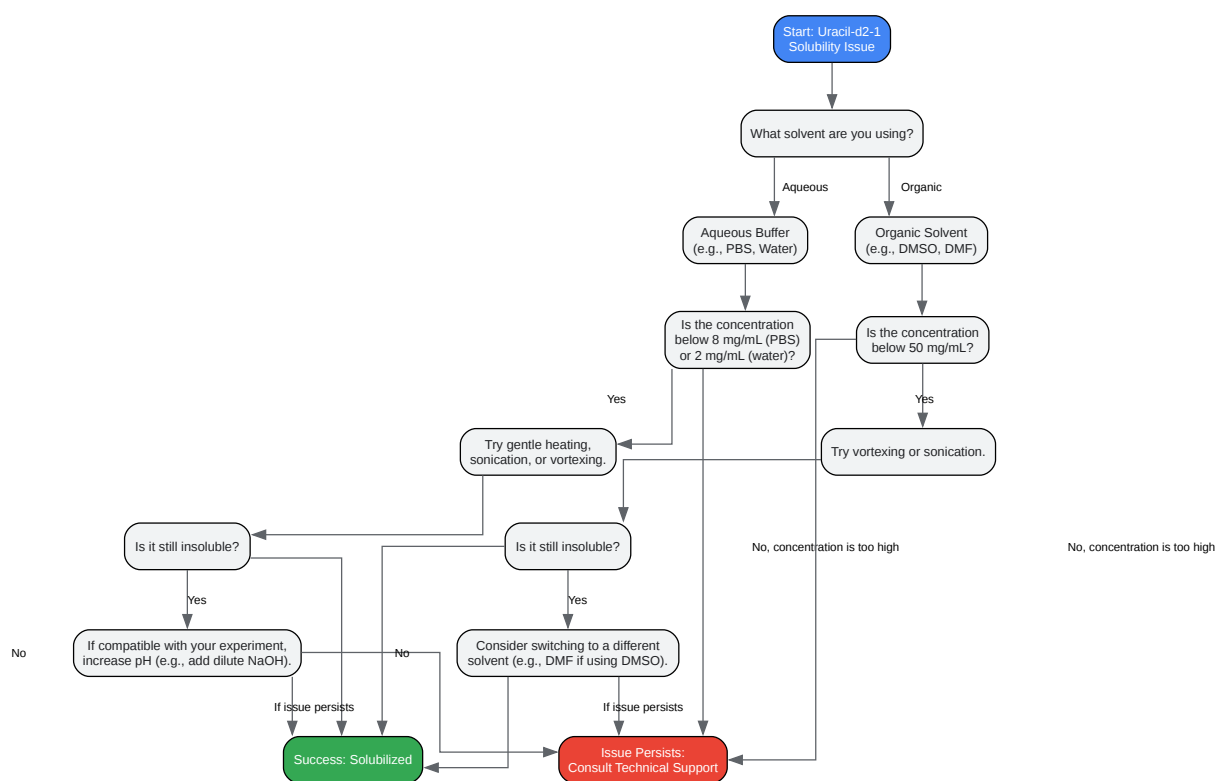 Start: Uracil-d2-1
Solubility Issue
What solvent are you using?
Aqueous
Organic
Aqueous Buffer
(e.g., PBS, Water)
Organic Solvent
(e.g., DMSO, DMF)
Is the concentration
below 8 mg/mL (PBS)
or 2 mg/mL (water)?
Is the concentration
below 50 mg/mL?
Yes
Yes
Try gentle heating,
sonication, or vortexing.
Try vortexing or sonication.
Is it still insoluble?
Is it still insoluble?
No, concentration is too high
No, concentration is too high
Yes
Yes
No
If compatible with your experiment,
increase pH (e.g., add dilute NaOH).
No
Consider switching to a different
solvent (e.g., DMF if using DMSO).
If issue persists
If issue persists
Success: Solubilized
Issue Persists:
Consult Technical Support